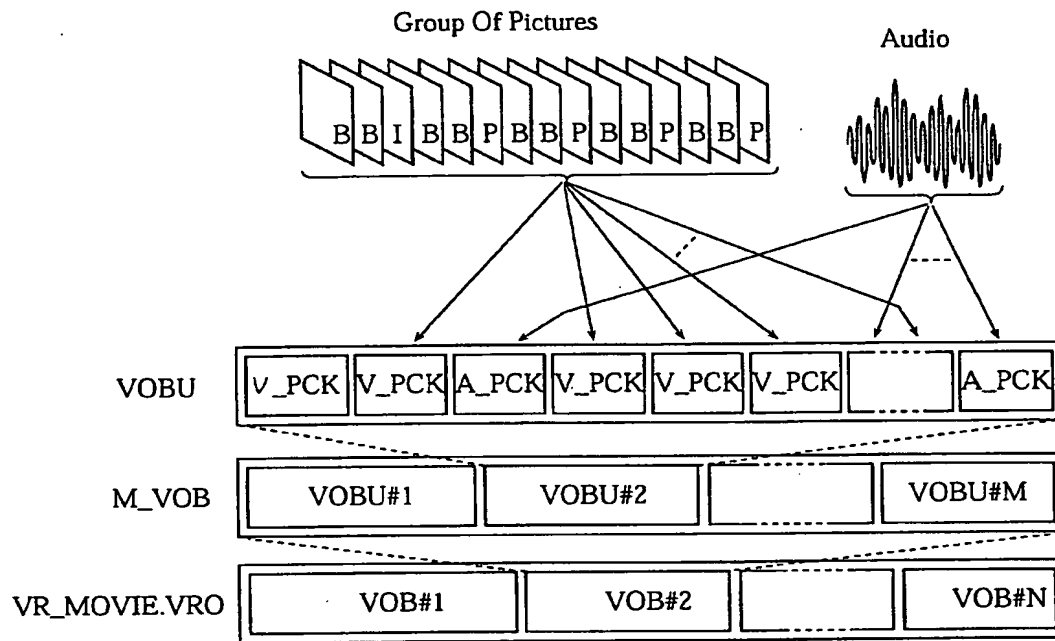 Group Of Pictures
Audio
B B I B B P B B P B B P B B P
VOBU
V_PCK V_PCK A_PCK V_PCK V_PCK V_PCK A_PCK
M_VOB
VOBU#1 VOBU#2 VOBU#M
VR_MOVIE.VRO
VOB#1 VOB#2 VOB#N